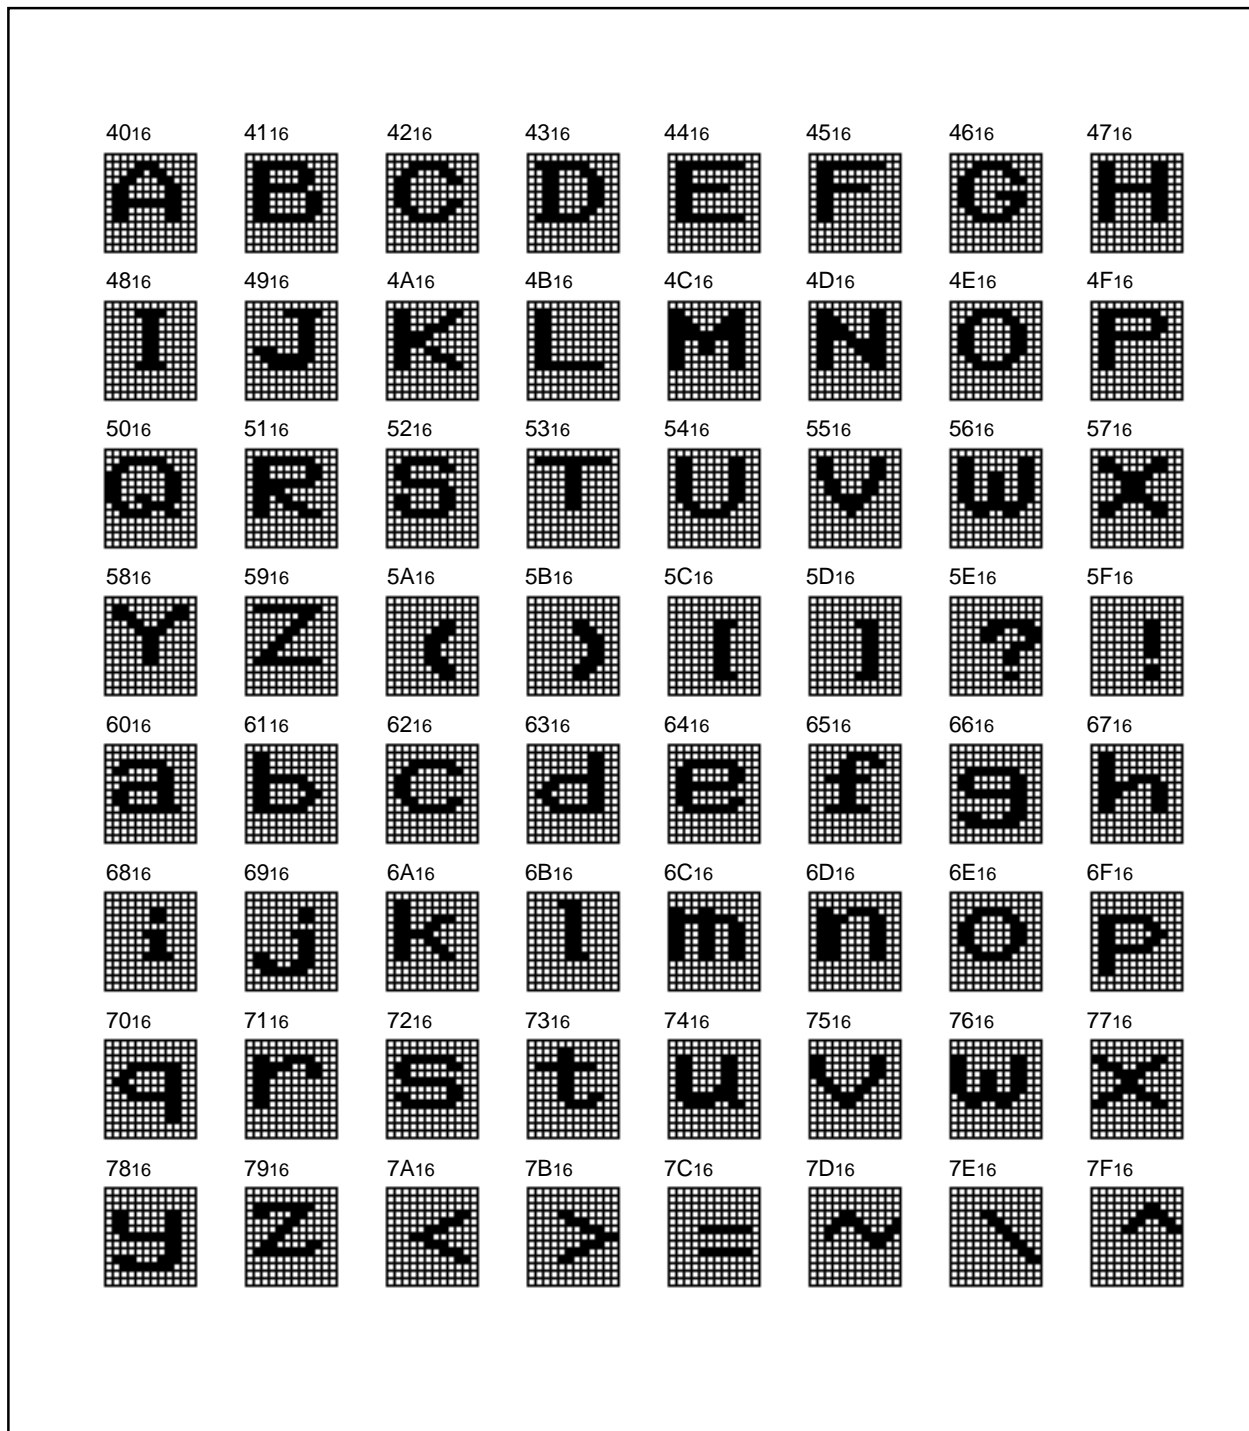 4016 4116 4216 4316 4416 4516 4616 4716
A B C D E F G H
4816 4916 4A16 4B16 4C16 4D16 4E16 4F16
I J K L M N O P
5016 5116 5216 5316 5416 5516 5616 5716
Q R S T U V W X
5816 5916 5A16 5B16 5C16 5D16 5E16 5F16
Y Z ( ) [ ] ? !
6016 6116 6216 6316 6416 6516 6616 6716
a b c d e f g h
6816 6916 6A16 6B16 6C16 6D16 6E16 6F16
i j k l m n o p
7016 7116 7216 7316 7416 7516 7616 7716
q r s t u v w x
7816 7916 7A16 7B16 7C16 7D16 7E16 7F16
y z < > = ~ \ ^